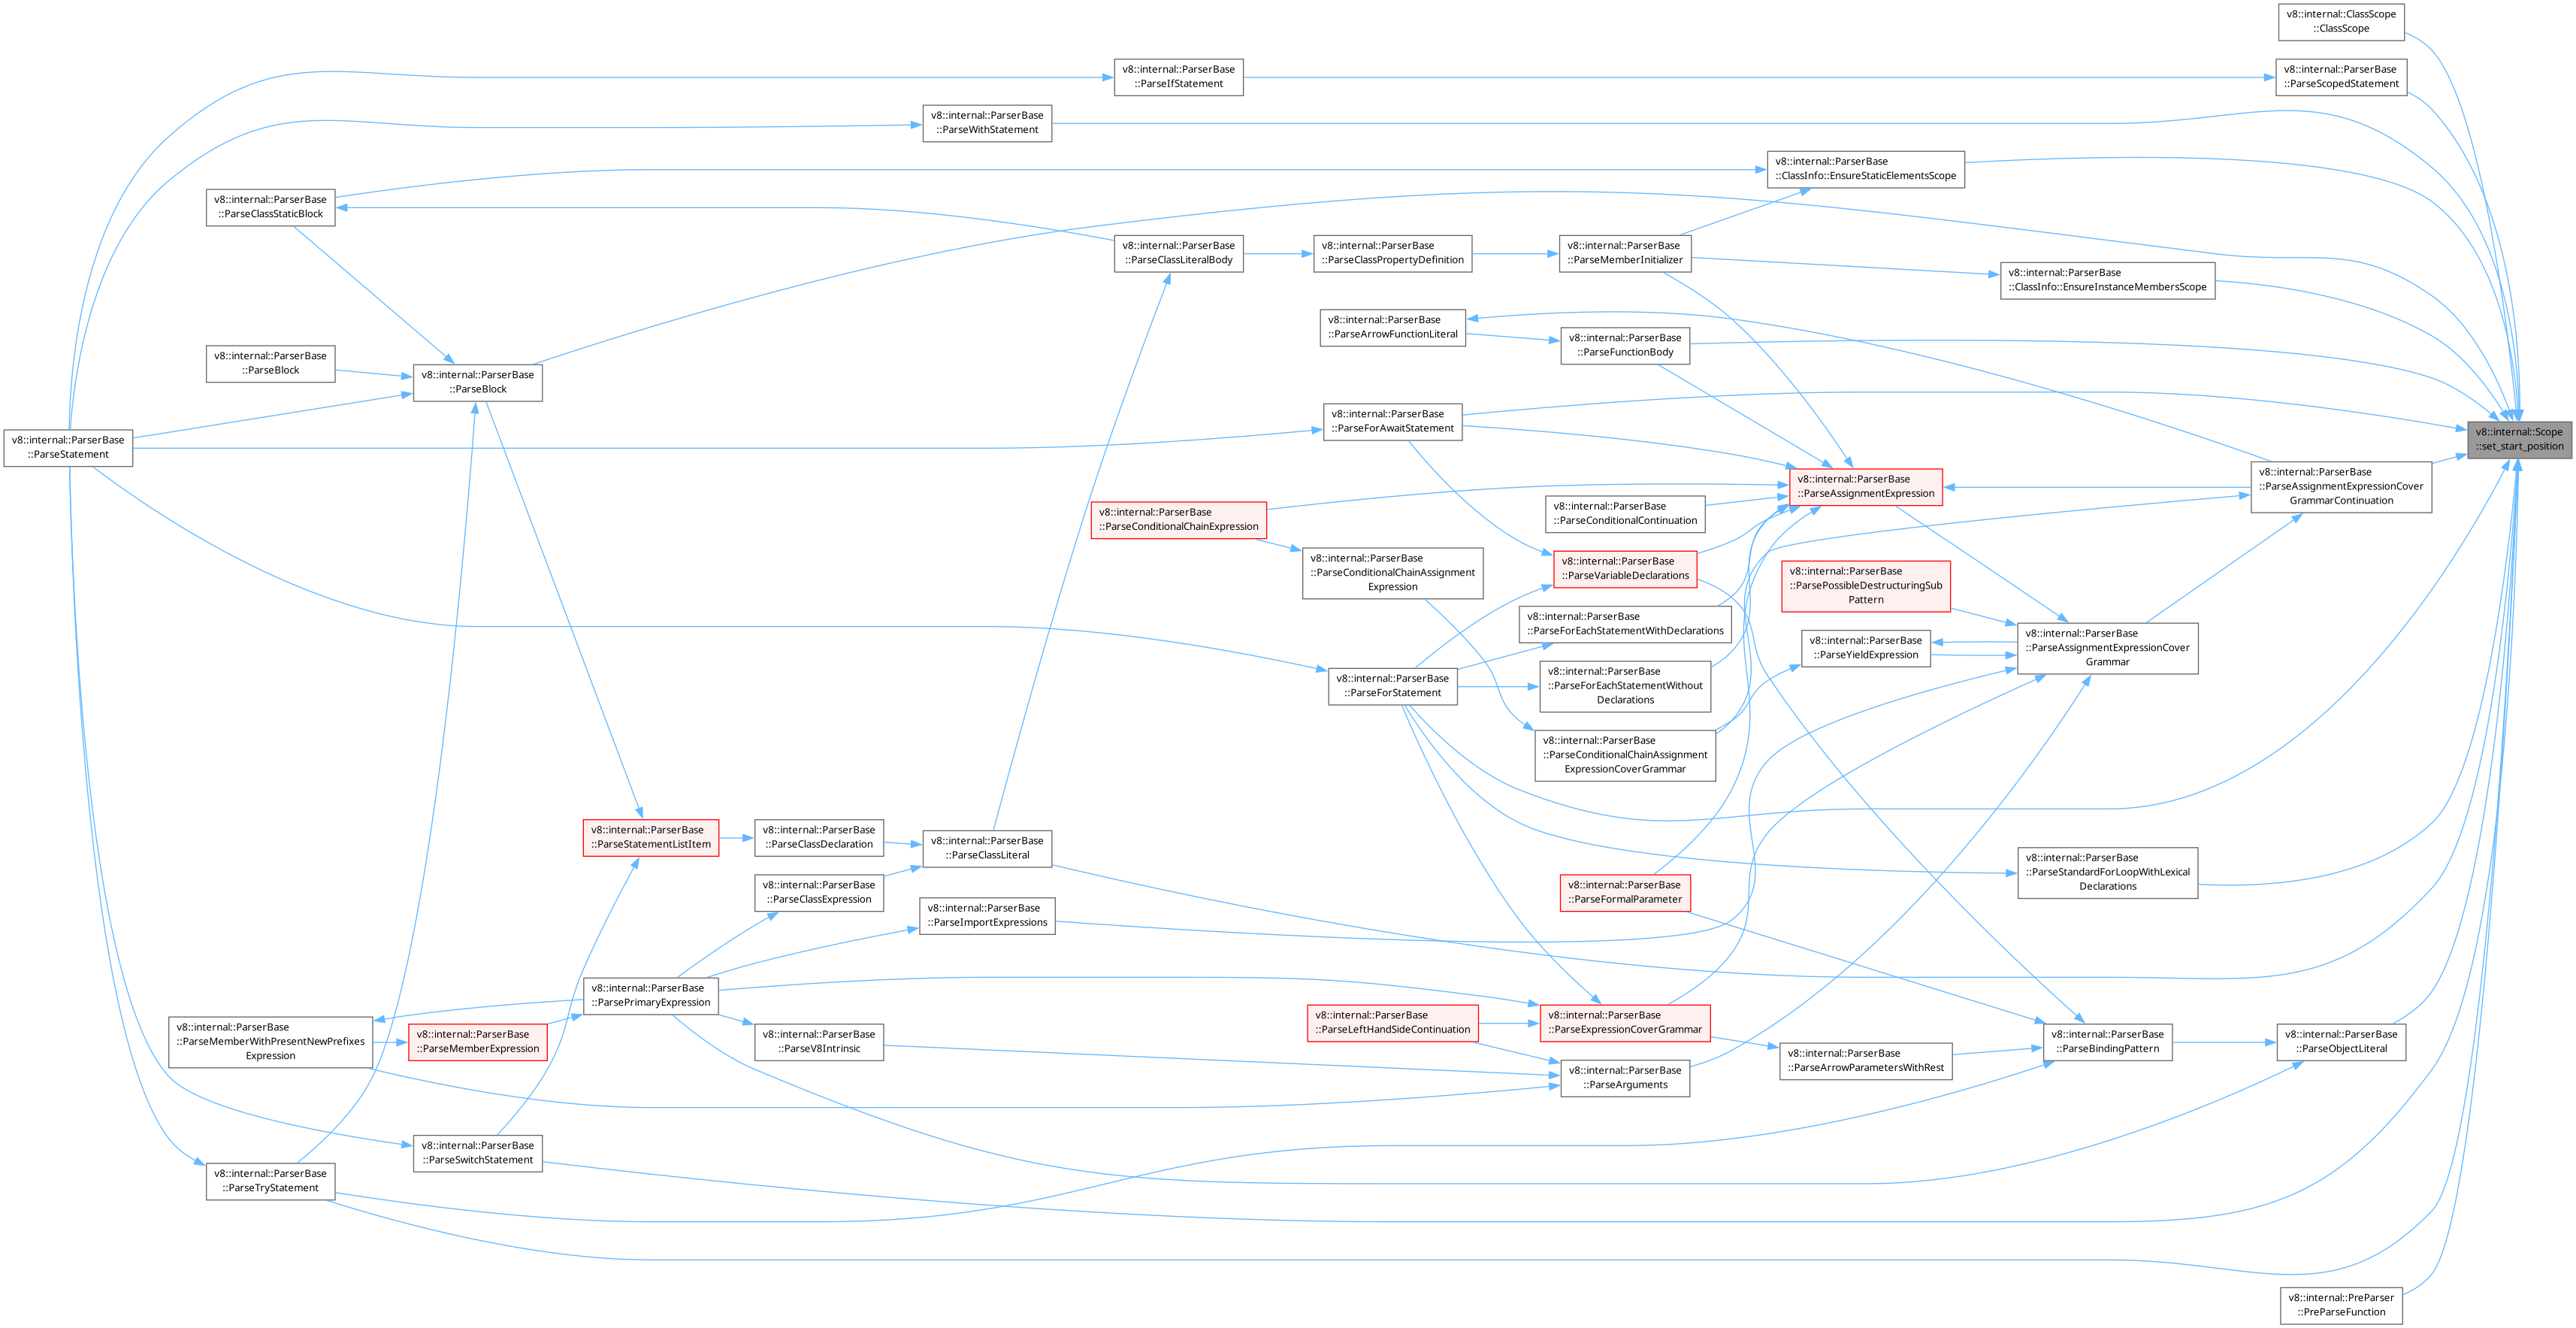 v8::internal::ClassScope
::ClassScope
v8::internal::ParserBase
::ParseIfStatement
v8::internal::ParserBase
::ParseScopedStatement
v8::internal::ParserBase
::ParseWithStatement
v8::internal::ParserBase
::ClassInfo::EnsureStaticElementsScope
v8::internal::ParserBase
::ParseClassStaticBlock
v8::internal::ParserBase
::ParseClassLiteralBody
v8::internal::ParserBase
::ParseClassPropertyDefinition
v8::internal::ParserBase
::ParseMemberInitializer
v8::internal::ParserBase
::ClassInfo::EnsureInstanceMembersScope
v8::internal::ParserBase
::ParseArrowFunctionLiteral
v8::internal::ParserBase
::ParseFunctionBody
v8::internal::ParserBase
::ParseBlock
v8::internal::ParserBase
::ParseBlock
v8::internal::ParserBase
::ParseStatement
v8::internal::ParserBase
::ParseForAwaitStatement
v8::internal::Scope
::set_start_position
v8::internal::ParserBase
::ParseAssignmentExpression
v8::internal::ParserBase
::ParseAssignmentExpressionCover
GrammarContinuation
v8::internal::ParserBase
::ParseConditionalChainExpression
v8::internal::ParserBase
::ParseConditionalContinuation
v8::internal::ParserBase
::ParseConditionalChainAssignment
Expression
v8::internal::ParserBase
::ParseVariableDeclarations
v8::internal::ParserBase
::ParsePossibleDestructuringSub
Pattern
v8::internal::ParserBase
::ParseForEachStatementWithDeclarations
v8::internal::ParserBase
::ParseYieldExpression
v8::internal::ParserBase
::ParseAssignmentExpressionCover
Grammar
v8::internal::ParserBase
::ParseForStatement
v8::internal::ParserBase
::ParseForEachStatementWithout
Declarations
v8::internal::ParserBase
::ParseConditionalChainAssignment
ExpressionCoverGrammar
v8::internal::ParserBase
::ParseStatementListItem
v8::internal::ParserBase
::ParseClassDeclaration
v8::internal::ParserBase
::ParseClassLiteral
v8::internal::ParserBase
::ParseStandardForLoopWithLexical
Declarations
v8::internal::ParserBase
::ParseClassExpression
v8::internal::ParserBase
::ParseImportExpressions
v8::internal::ParserBase
::ParseFormalParameter
v8::internal::ParserBase
::ParsePrimaryExpression
v8::internal::ParserBase
::ParseMemberWithPresentNewPrefixes
Expression
v8::internal::ParserBase
::ParseMemberExpression
v8::internal::ParserBase
::ParseV8Intrinsic
v8::internal::ParserBase
::ParseLeftHandSideContinuation
v8::internal::ParserBase
::ParseExpressionCoverGrammar
v8::internal::ParserBase
::ParseArguments
v8::internal::ParserBase
::ParseArrowParametersWithRest
v8::internal::ParserBase
::ParseBindingPattern
v8::internal::ParserBase
::ParseObjectLiteral
v8::internal::ParserBase
::ParseSwitchStatement
v8::internal::ParserBase
::ParseTryStatement
v8::internal::PreParser
::PreParseFunction